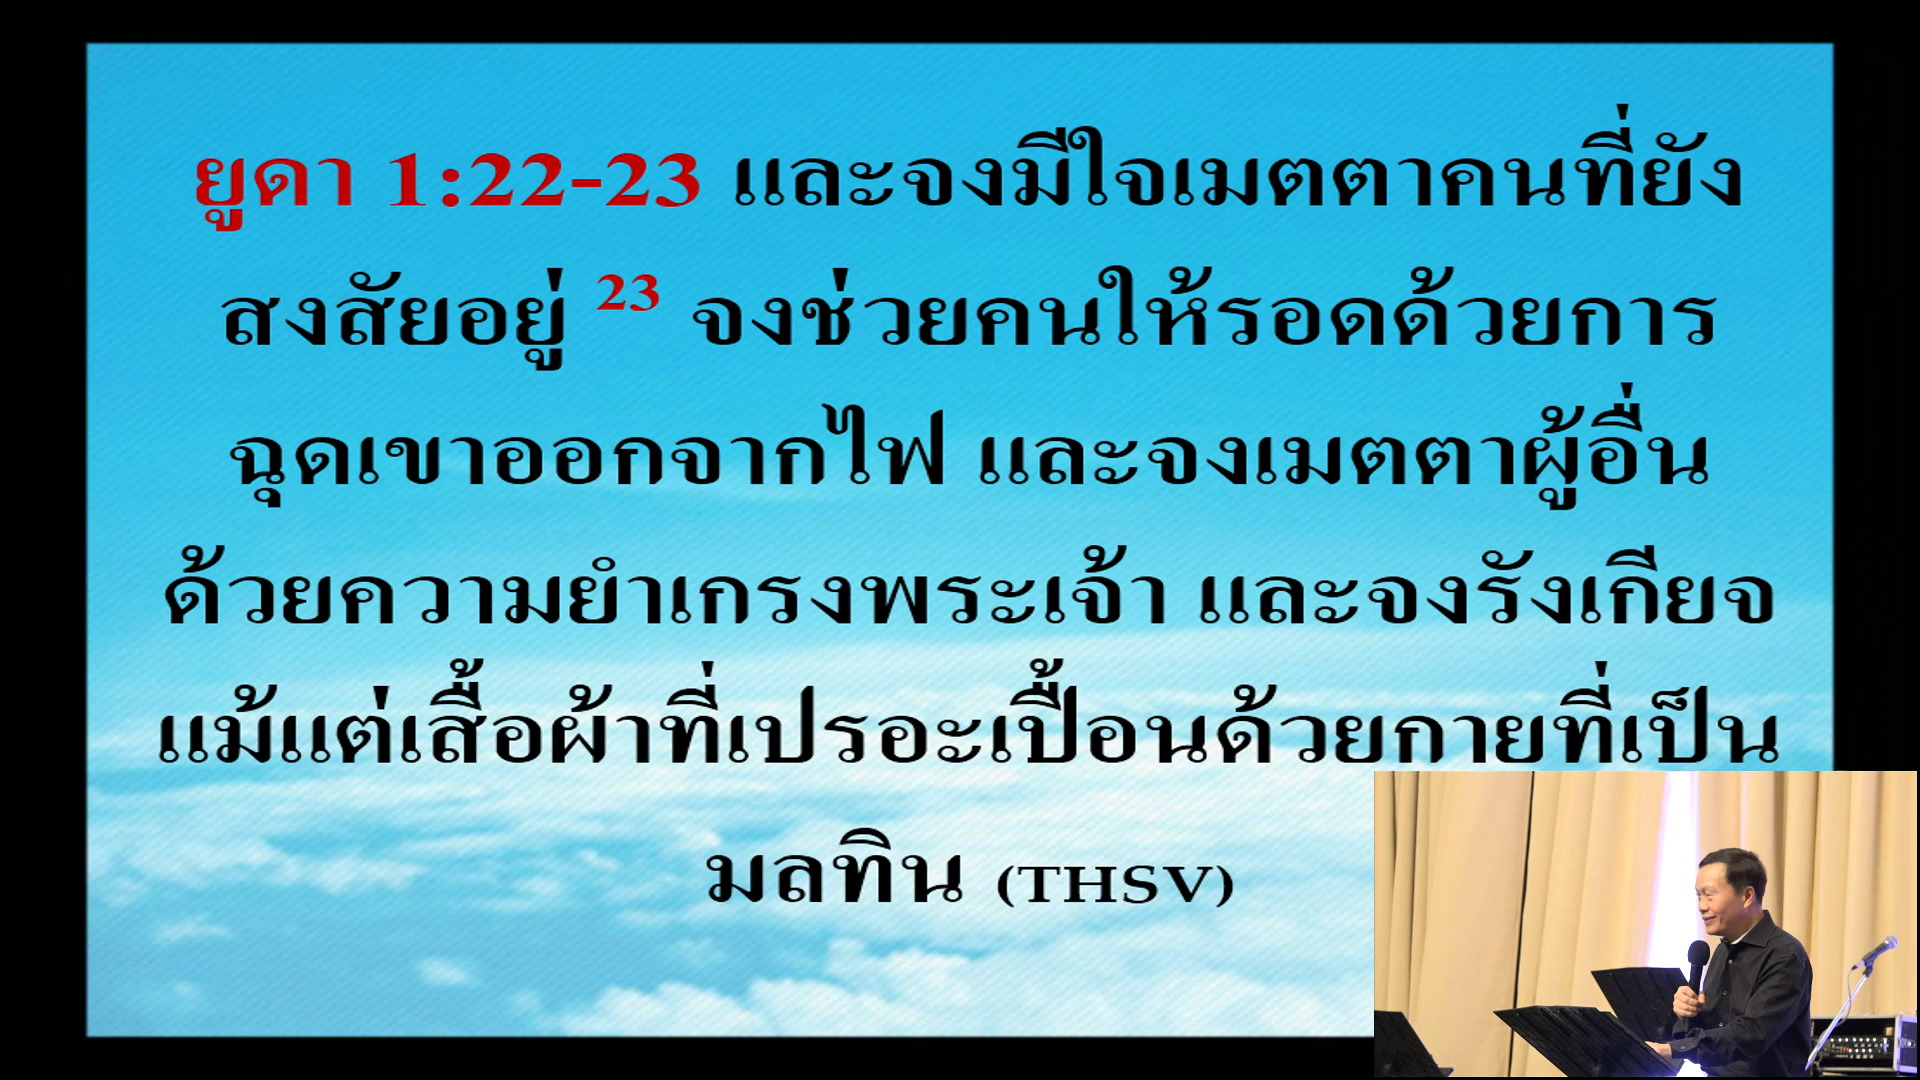 ยูดา 1:22-23 และจงมีใจเมตตาคนที่ยัง
สงสัยอยู่ 23 จงช่วยคนให้รอดด้วยการ
ฉุดเขาออกจากไฟ และจงเมตตาผู้อื่น
ด้วยความยำเกรงพระเจ้า และจงรังเกียจ
แม้แต่เสื้อผ้าที่เปรอะเปื้อนด้วยกายที่เป็น
มลทิน (THSV)